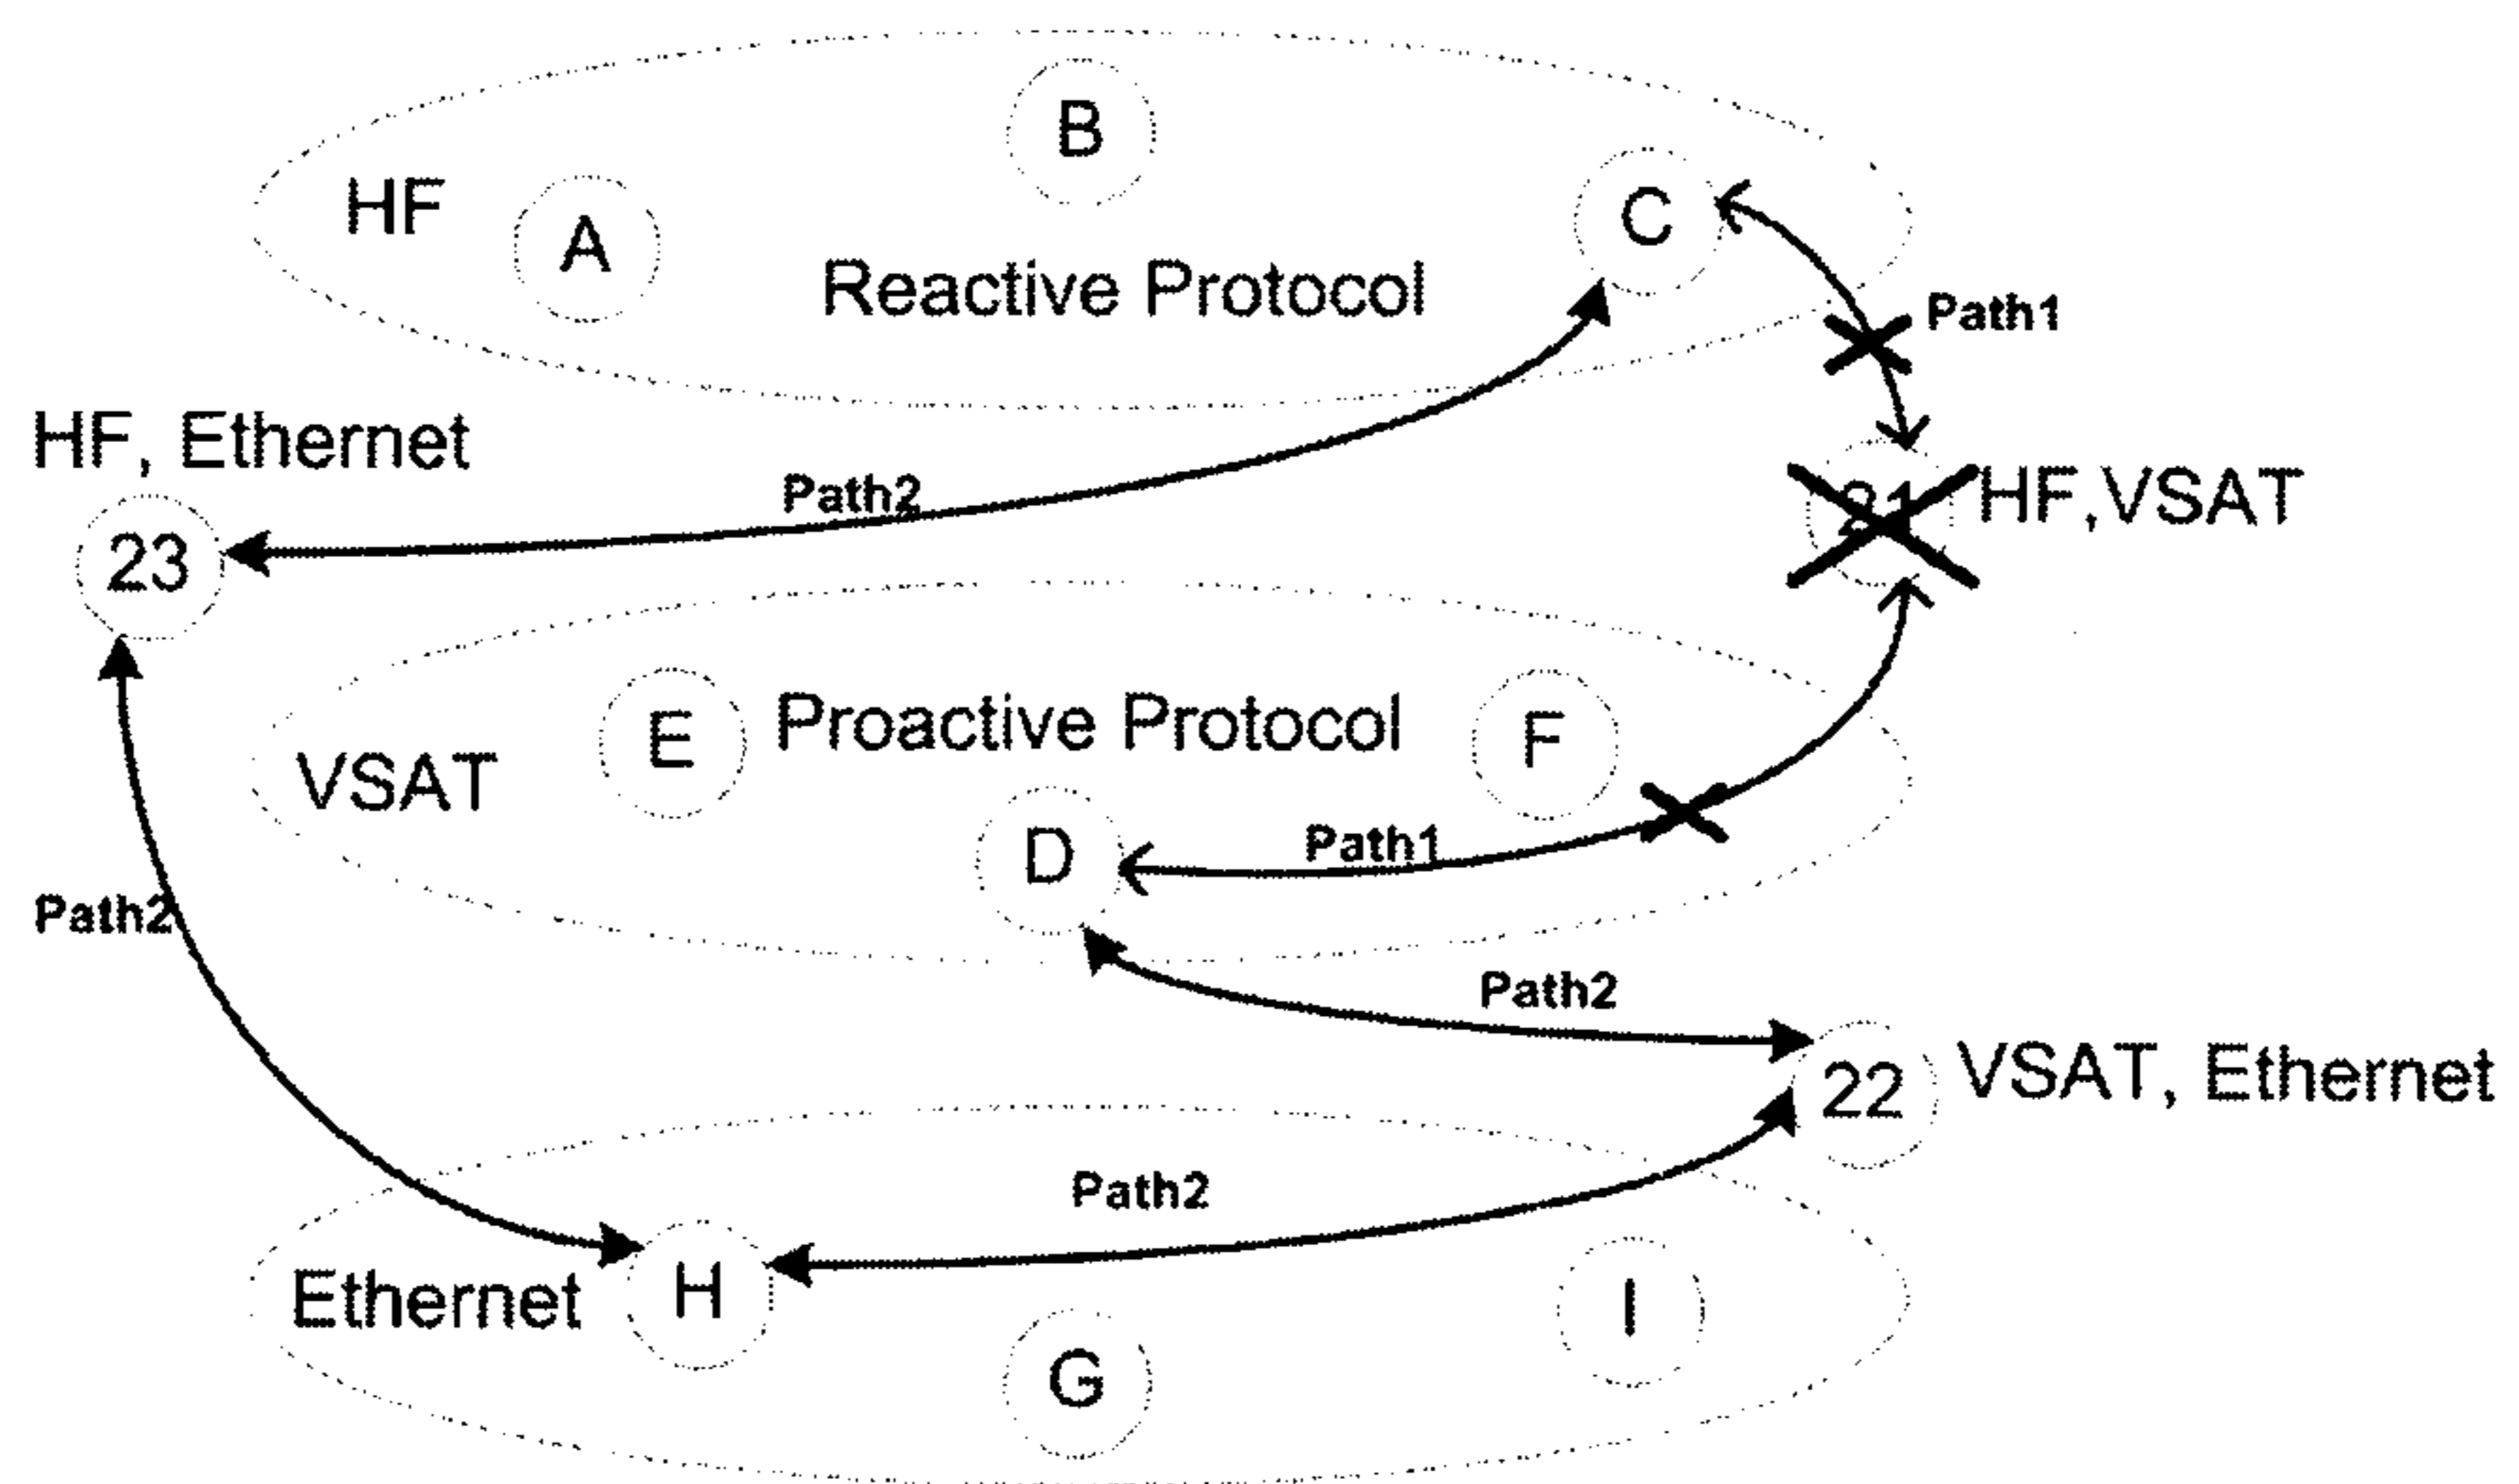 B
HF
A
C
Reactive Protocol
Path1
HF, Ethernet
Path2
HF,VSAT
23
E
Proactive Protocol
F
VSAT
D
Path1
Path2
Path2
VSAT, Ethernet
22
Path2
Ethernet
H
I
G